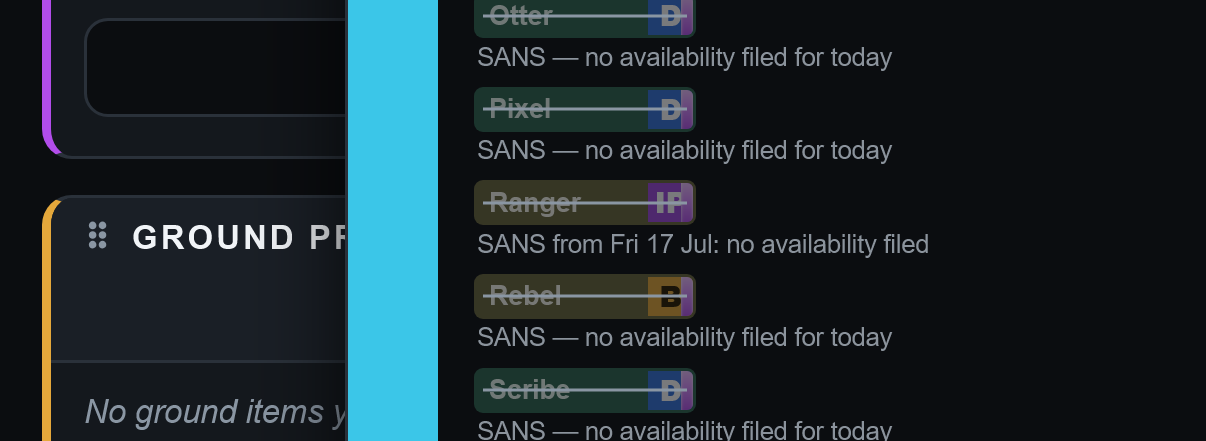 GROUND PR
No ground items y
Otter D
SANS — no availability filed for today
Pixel D
SANS — no availability filed for today
Ranger IP
SANS from Fri 17 Jul: no availability filed
Rebel B
SANS — no availability filed for today
Scribe D
SANS — no availability filed for today